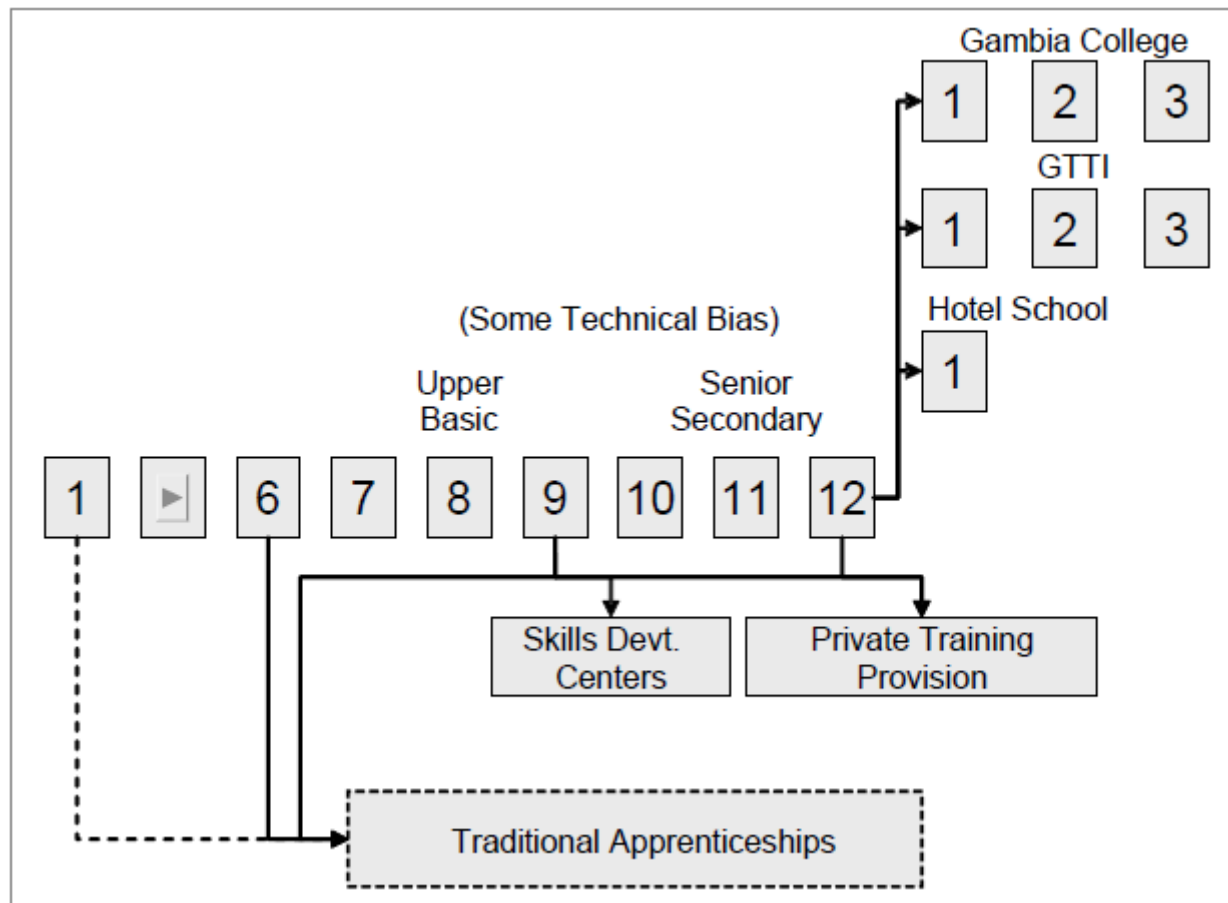 Gambia College
1 2 3
GTTI
1 2 3
Hotel School
1
(Some Technical Bias)
Upper
Basic
Senior
Secondary
1 6 7 8 9 10 11 12
Skills Devt.
Centers
Private Training
Provision
Traditional Apprenticeships